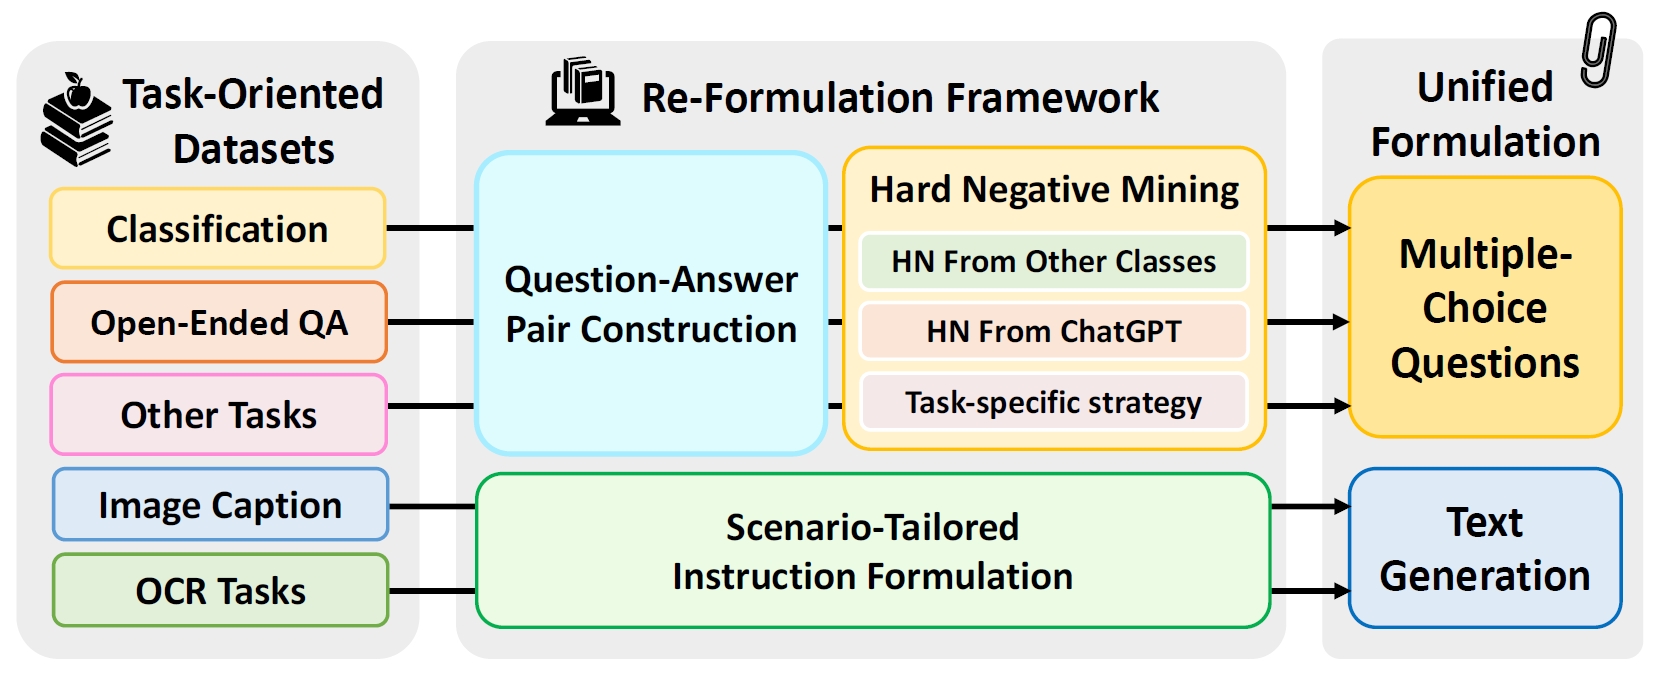 Task-Oriented
Datasets
Classification
Open-Ended QA
Other Tasks
Image Caption
OCR Tasks
Re-Formulation Framework
Question-Answer
Pair Construction
Hard Negative Mining
HN From Other Classes
HN From ChatGPT
Task-specific strategy
Scenario-Tailored
Instruction Formulation
Unified
Formulation
Multiple-
Choice
Questions
Text
Generation